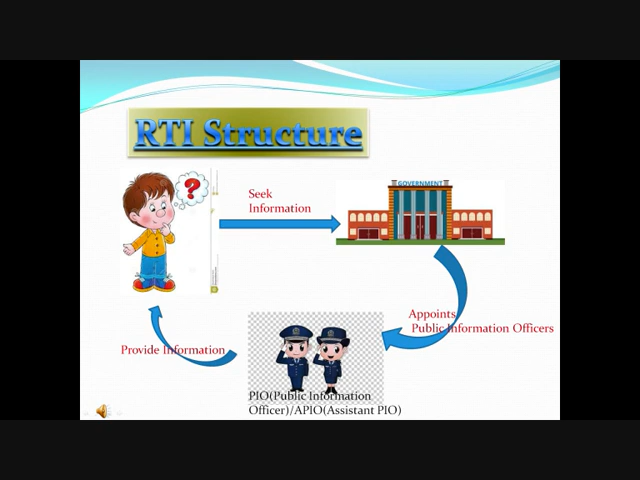 RTI Structure
?
Seek
Information
GOVERNMENT
Appoints
Public Information Officers
Provide Information
PIO(Public Information
Officer)/APIO(Assistant PIO)